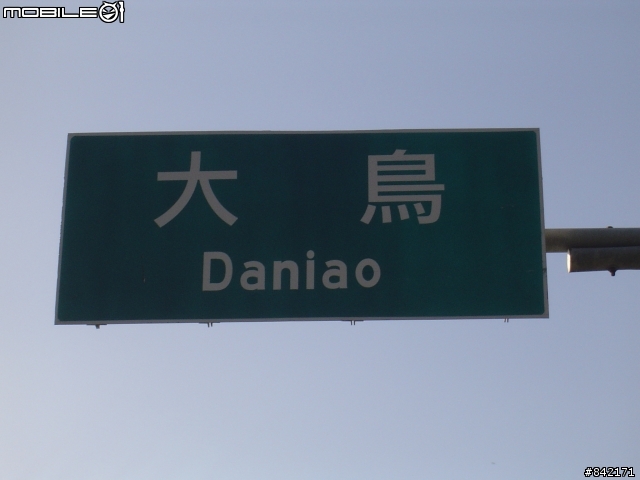 MOBILE01
大鳥
Daniao
#842171